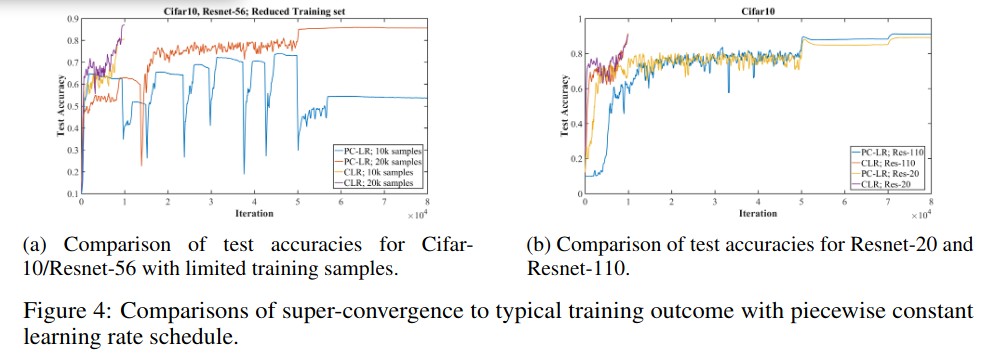 Cifar10, Resnet-56; Reduced Training set
0.9
0.8
0.7
0.6
0.5
0.4
0.3
0.2
0.1
Test Accuracy
PC-LR; 10k samples
PC-LR; 20k samples
CLR; 10k samples
CLR; 20k samples
0 1 2 3 4 5 6 7 8
Iteration
×10⁴
Cifar10
1
0.8
0.6
0.4
0.2
0
Test Accuracy
PC-LR; Res-110
CLR; Res-110
PC-LR; Res-20
CLR; Res-20
0 1 2 3 4 5 6 7 8
Iteration
×10⁴
(a) Comparison of test accuracies for Cifar-
10/Resnet-56 with limited training samples.
(b) Comparison of test accuracies for Resnet-20 and
Resnet-110.
Figure 4: Comparisons of super-convergence to typical training outcome with piecewise constant
learning rate schedule.